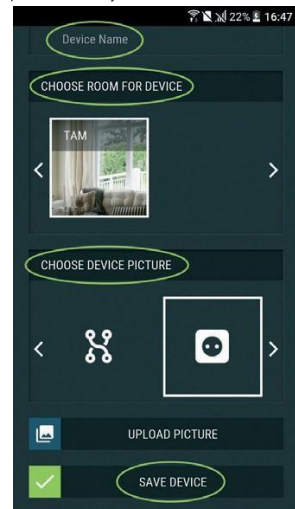 22% 16:47
Device Name
CHOOSE ROOM FOR DEVICE
TAM
CHOOSE DEVICE PICTURE
UPLOAD PICTURE
SAVE DEVICE